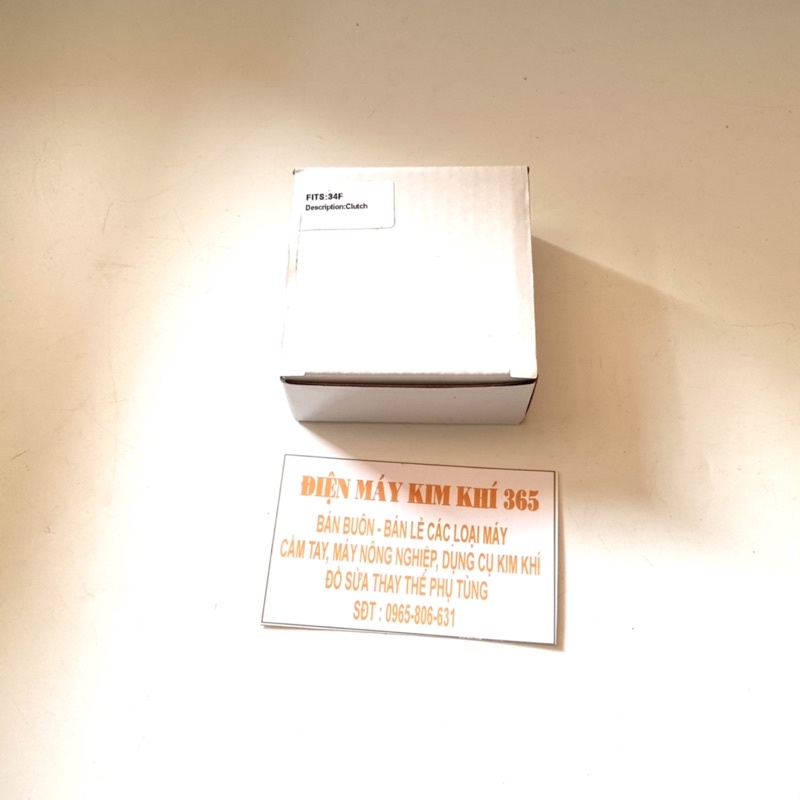 FITS:34F
Description:Clutch
ĐIỆN MÁY KIM KHÍ 365
BÁN BUÔN - BÁN LẺ CÁC LOẠI MÁY
CẦM TAY, MÁY NÔNG NGHIỆP, DỤNG CỤ KIM KHÍ
ĐỒ SỬA THAY THẾ PHỤ TÙNG
SĐT : 0965-806-631